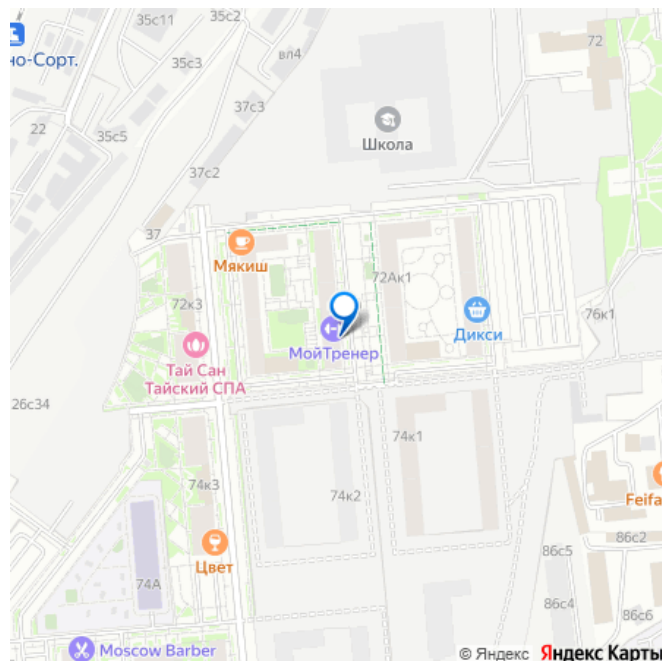 35с11
35с2
но-Сорт.
35с3
вл4
72
37с3
22
35с5
Школа
37с2
37
Мякиш
72Ак1
72к3
76к1
Дикси
МойТренер
Тай Сан
Тайский СПА
26с34
74к1
74к3
74к2
Feifa
86с2
86с5
Цвет
74А
86с4
86с6
Moscow Barber
© Яндекс Яндекс Карты